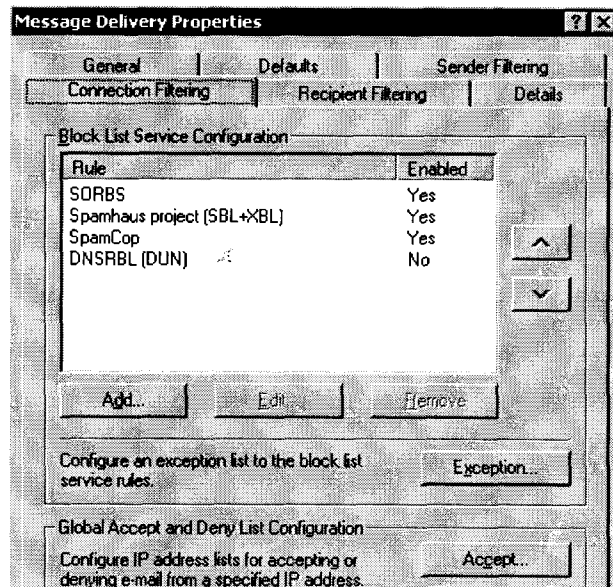 Message Delivery Properties ? X
General Defaults Sender Filtering
Connection Filtering Recipient Filtering Details
Block List Service Configuration
Rule Enabled
SORBS Yes
Spamhaus project (SBL+XBL) Yes
SpamCop Yes
DNSRBL (DUN) No
Add... Edit... Remove
Configure an exception list to the block list Exception...
service rules.
Global Accept and Deny List Configuration
Configure IP address lists for accepting or Accept...
denying e-mail from a specified IP address.